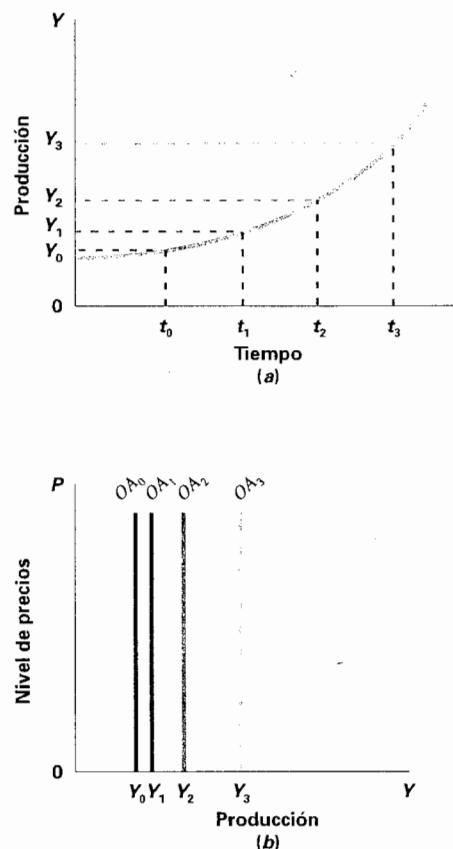 Y
Producción
Y₃
Y₂
Y₁
Y₀
0
t₀ t₁ t₂ t₃
Tiempo
(a)
P
OA₀ OA₁ OA₂ OA₃
Nivel de precios
0
Y₀ Y₁ Y₂ Y₃ Y
Producción
(b)